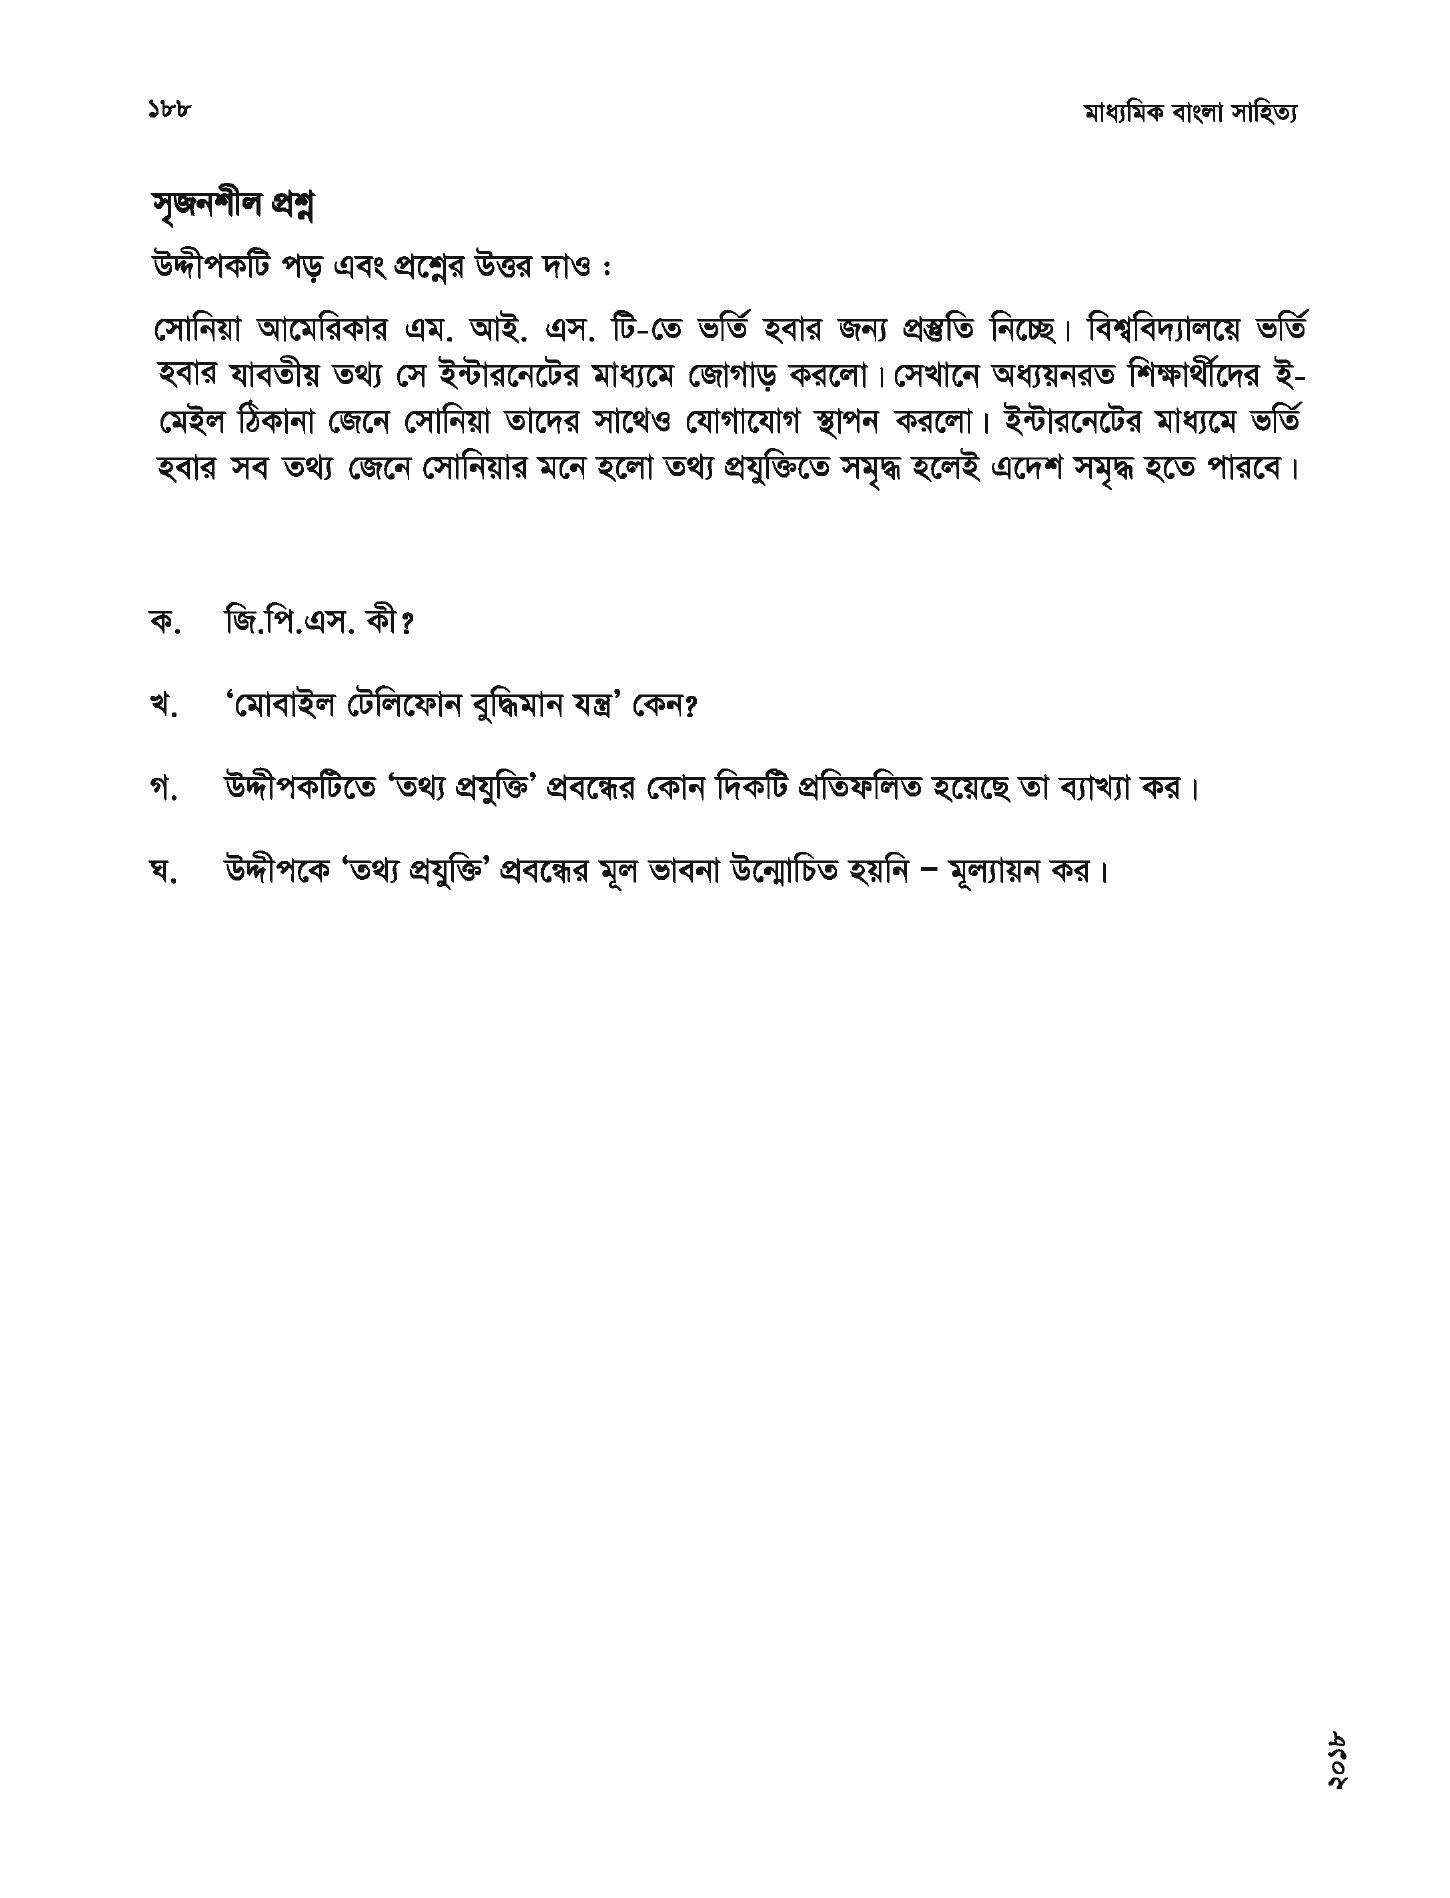 ১৮৮
মাধ্যমিক বাংলা সাহিত্য
সৃজনশীল প্রশ্ন
উদ্দীপকটি পড় এবং প্রশ্নের উত্তর দাও :
সোনিয়া আমেরিকার এম. আই. এস. টি-তে ভর্তি হবার জন্য প্রস্তুতি নিচ্ছে। বিশ্ববিদ্যালয়ে ভর্তি
হবার যাবতীয় তথ্য সে ইন্টারনেটের মাধ্যমে জোগাড় করলো। সেখানে অধ্যয়নরত শিক্ষার্থীদের ই-
মেইল ঠিকানা জেনে সোনিয়া তাদের সাথেও যোগাযোগ স্থাপন করলো। ইন্টারনেটের মাধ্যমে ভর্তি
হবার সব তথ্য জেনে সোনিয়ার মনে হলো তথ্য প্রযুক্তিতে সমৃদ্ধ হলেই এদেশ সমৃদ্ধ হতে পারবে।
ক. জি.পি.এস. কী?
খ. ‘মোবাইল টেলিফোন বুদ্ধিমান যন্ত্র’ কেন?
গ. উদ্দীপকটিতে ‘তথ্য প্রযুক্তি’ প্রবন্ধের কোন দিকটি প্রতিফলিত হয়েছে তা ব্যাখ্যা কর।
ঘ. উদ্দীপকে ‘তথ্য প্রযুক্তি’ প্রবন্ধের মূল ভাবনা উন্মোচিত হয়নি – মূল্যায়ন কর।
২০১৮